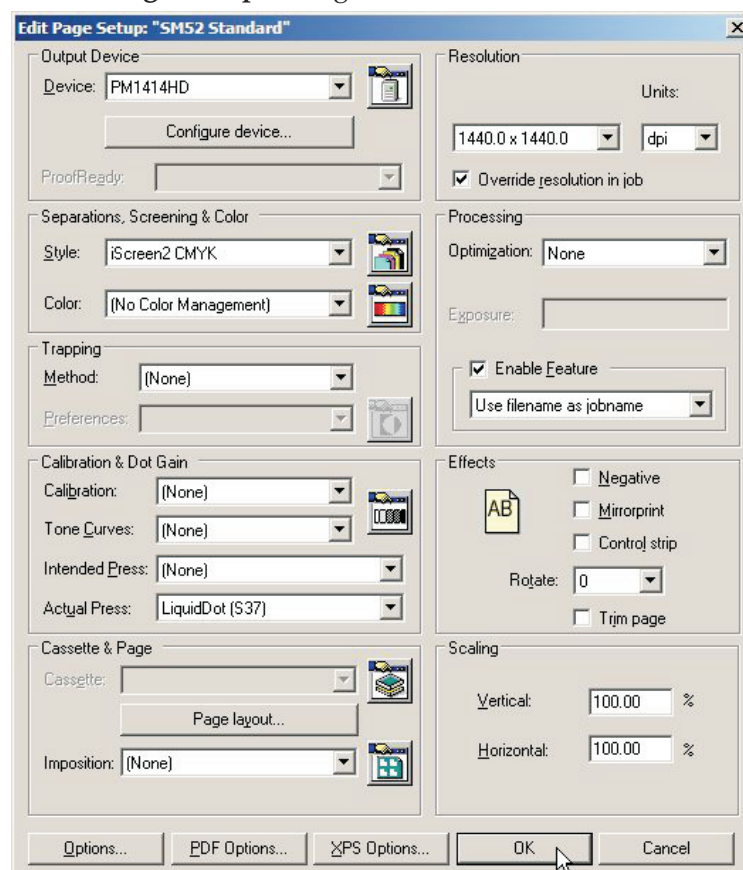 Edit Page Setup: "SM52 Standard"
Output Device
Device: PM1414HD
Configure device...
ProofReady:
Separations, Screening & Color
Style: iScreen2 CMYK
Color: (No Color Management)
Trapping
Method: (None)
Preferences:
Calibration & Dot Gain
Calibration: (None)
Tone Curves: (None)
Intended Press: (None)
Actual Press: LiquidDot (S37)
Cassette & Page
Cassette:
Page layout...
Imposition: (None)
Resolution
Units:
1440.0 x 1440.0 dpi
Override resolution in job
Processing
Optimization: None
Exposure:
Enable Feature
Use filename as jobname
Effects
AB
Negative
Mirrorprint
Control strip
Rotate: 0
Trim page
Scaling
Vertical: 100.00 %
Horizontal: 100.00 %
Options... PDF Options... XPS Options... OK Cancel